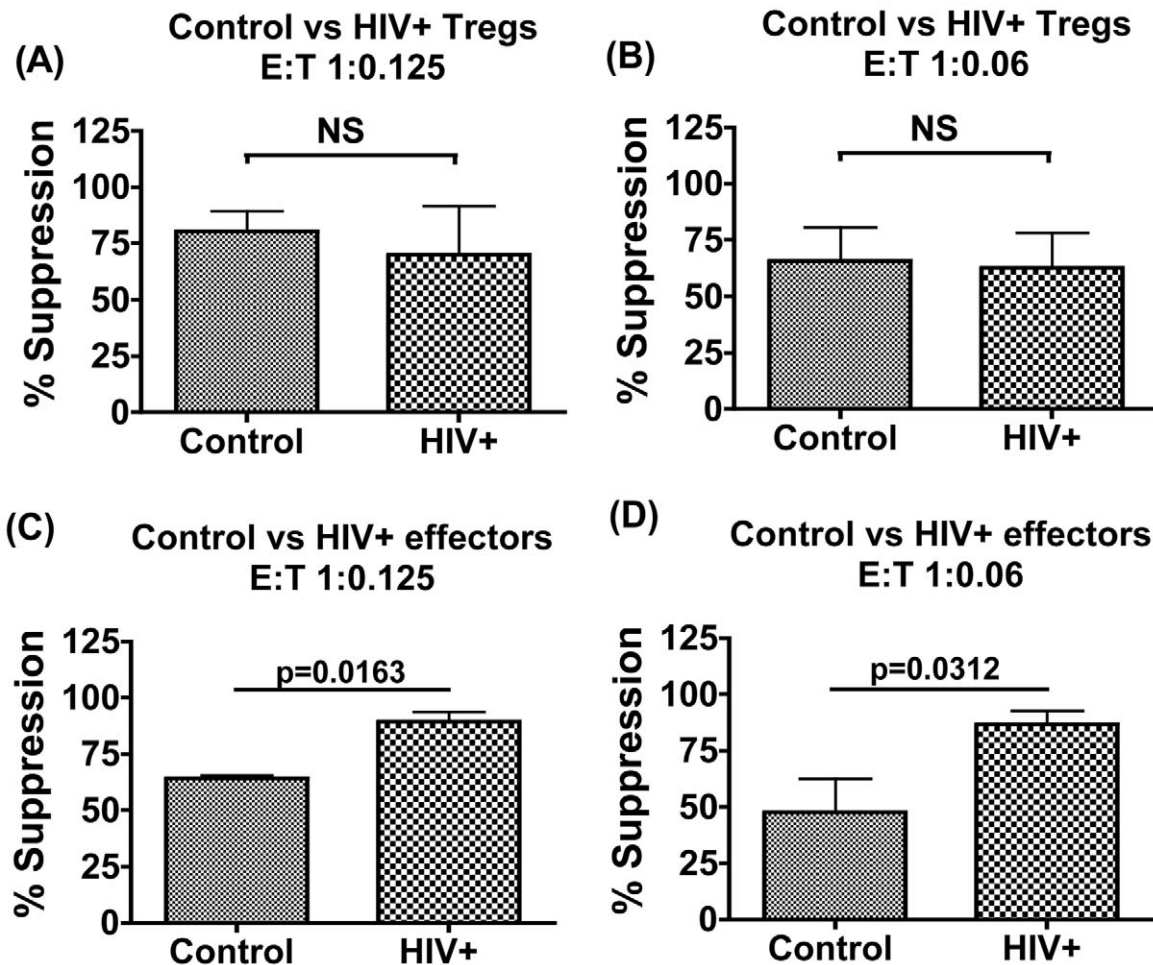 (A)
Control vs HIV+ Tregs
E:T 1:0.125
% Suppression
125
100
75
50
25
0
NS
Control
HIV+
(B)
Control vs HIV+ Tregs
E:T 1:0.06
% Suppression
125
100
75
50
25
0
NS
Control
HIV+
(C)
Control vs HIV+ effectors
E:T 1:0.125
% Suppression
125
100
75
50
25
0
p=0.0163
Control
HIV+
(D)
Control vs HIV+ effectors
E:T 1:0.06
% Suppression
125
100
75
50
25
0
p=0.0312
Control
HIV+